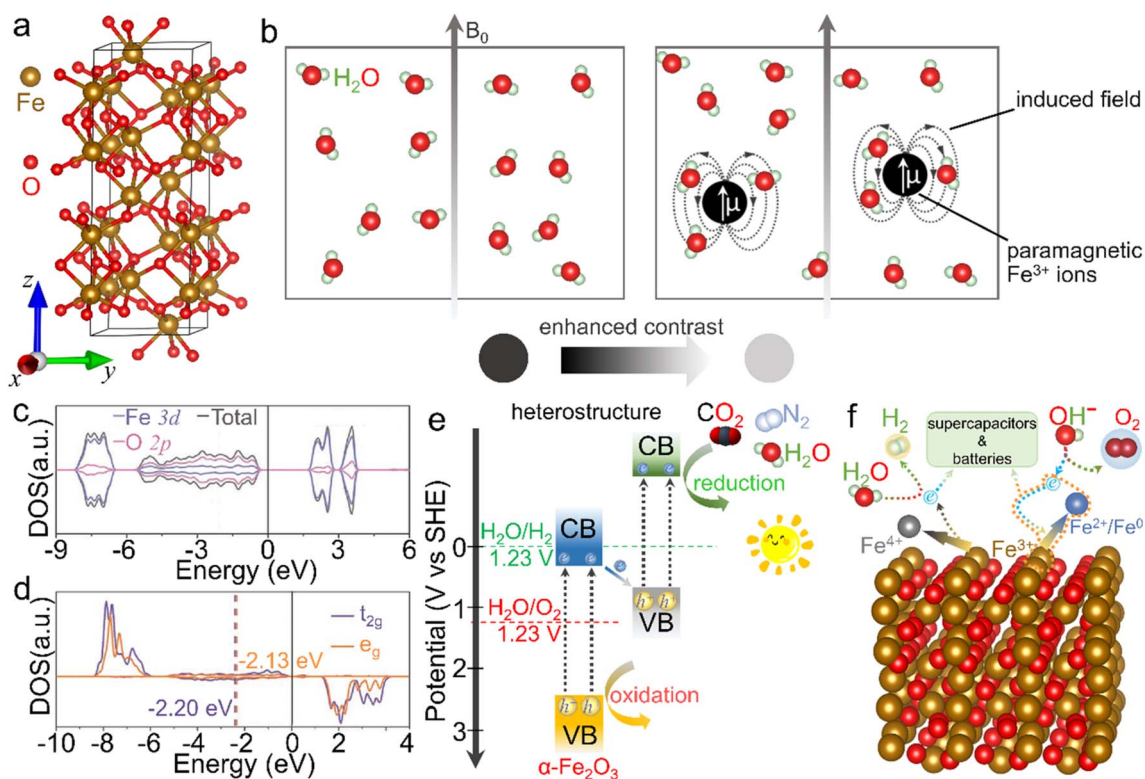 a
Fe
O
z
x
y
b
B₀
H₂O
μ
μ
induced field
paramagnetic
Fe³⁺ ions
enhanced contrast
c
Fe 3d
Total
O 2p
DOS(a.u.)
-9
-6
-3
0
3
6
Energy (eV)
d
t₂g
e_g
-2.13 eV
-2.20 eV
DOS(a.u.)
-10
-8
-6
-4
-2
0
2
4
Energy (eV)
e
heterostructure
CO₂
N₂
H₂O
CB
e
e
reduction
H₂O/H₂
1.23 V
CB
e
e
e
h⁺
h⁺
VB
H₂O/O₂
1.23 V
Potential (V vs SHE)
0
1
2
3
h⁺
h⁺
VB
oxidation
α-Fe₂O₃
f
H₂
supercapacitors
&
batteries
OH⁻
O₂
H₂O
e
e
Fe⁴⁺
Fe³⁺
Fe²⁺/Fe⁰